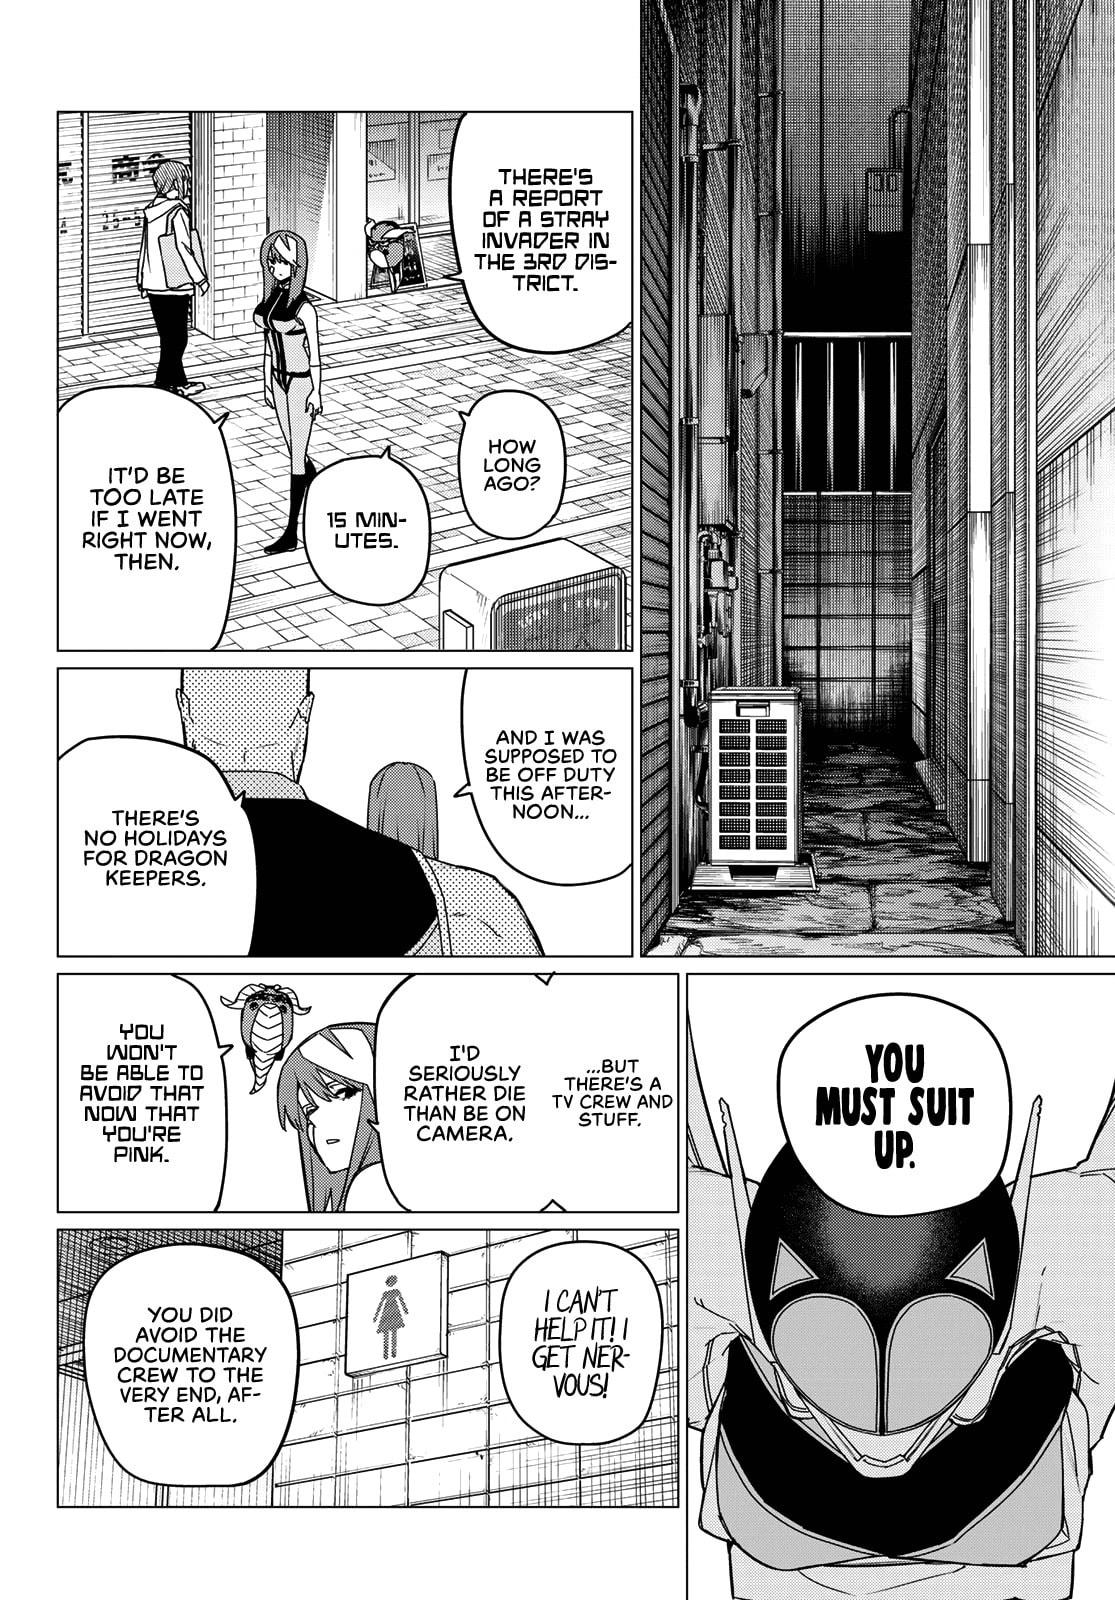 THERE'S
A REPORT
OF A STRAY
INVADER IN
THE 3RD DIS-
TRICT.
HOW
LONG
AGO?
15 MIN-
UTES.
IT'D BE
TOO LATE
IF I WENT
RIGHT NOW,
THEN.
AND I WAS
SUPPOSED TO
BE OFF DUTY
THIS AFTER-
NOON...
THERE'S
NO HOLIDAYS
FOR DRAGON
KEEPERS.
YOU
MUST SUIT
UP.
...BUT
THERE'S A
TV CREW AND
STUFF.
I'D
SERIOUSLY
RATHER DIE
THAN BE ON
CAMERA.
YOU
WON'T
BE ABLE TO
AVOID THAT
NOW THAT
YOU'RE
PINK.
I CAN'T
HELP IT! I
GET NER-
VOUS!
YOU DID
AVOID THE
DOCUMENTARY
CREW TO THE
VERY END, AF-
TER ALL.